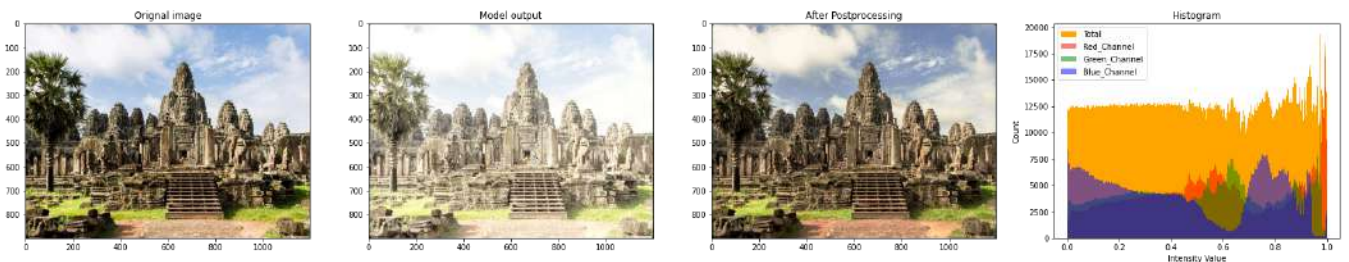 Orignal image
0
100
200
300
400
500
600
700
800
0 200 400 600 800 1000
Model output
0
100
200
300
400
500
600
700
800
0 200 400 600 800 1000
After Postprocessing
0
100
200
300
400
500
600
700
800
0 200 400 600 800 1000
Histogram
Total
Red_Channel
Green_Channel
Blue_Channel
Count
20000
17500
15000
12500
10000
7500
5000
2500
0
0.0 0.2 0.4 0.6 0.8 1.0
Intensity Value